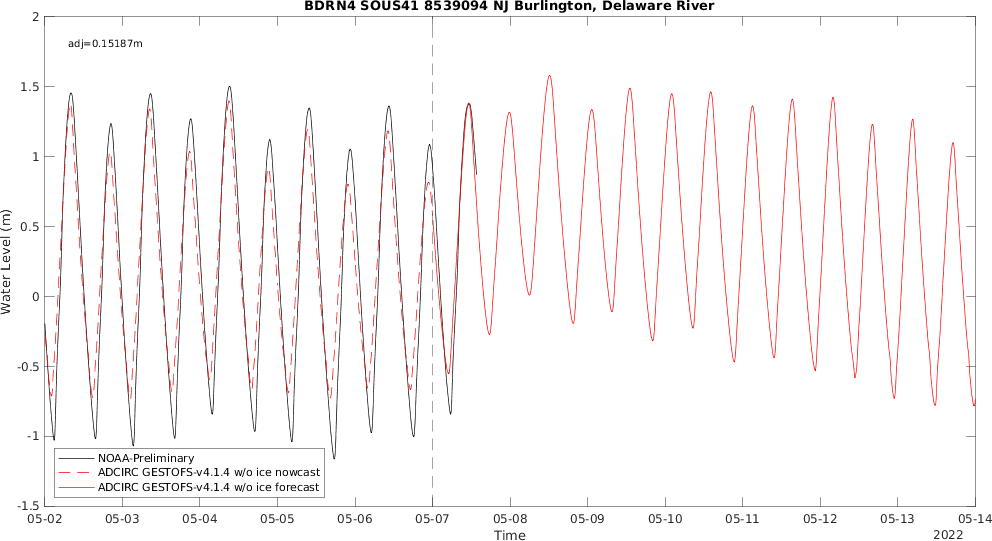 BDRN4 SOUS41 8539094 NJ Burlington, Delaware River
adj=0.15187m
Water Level (m)
2
1.5
1
0.5
0
-0.5
-1
-1.5
NOAA-Preliminary
ADCIRC GESTOFS-v4.1.4 w/o ice nowcast
ADCIRC GESTOFS-v4.1.4 w/o ice forecast
05-02 05-03 05-04 05-05 05-06 05-07 05-08 05-09 05-10 05-11 05-12 05-13 05-14
Time
2022